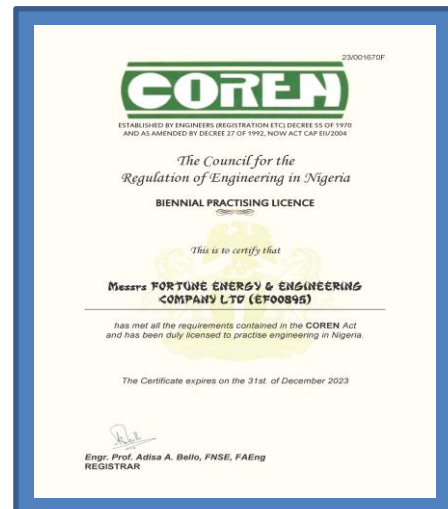 23/001670F
COREN
ESTABLISHED BY ENGINEERS (REGISTRATION ETC) DECREE 55 OF 1970
AND AS AMENDED BY DECREE 27 OF 1992, NOW ACT CAP EII/2004
The Council for the
Regulation of Engineering in Nigeria
BIENNIAL PRACTISING LICENCE
This is to certify that
Messrs FORTUNE ENERGY & ENGINEERING
COMPANY LTD (EF00895)
has met all the requirements contained in the COREN Act
and has been duly licensed to practise engineering in Nigeria.
The Certificate expires on the 31st. of December 2023
Engr. Prof. Adisa A. Bello, FNSE, FAEng
REGISTRAR